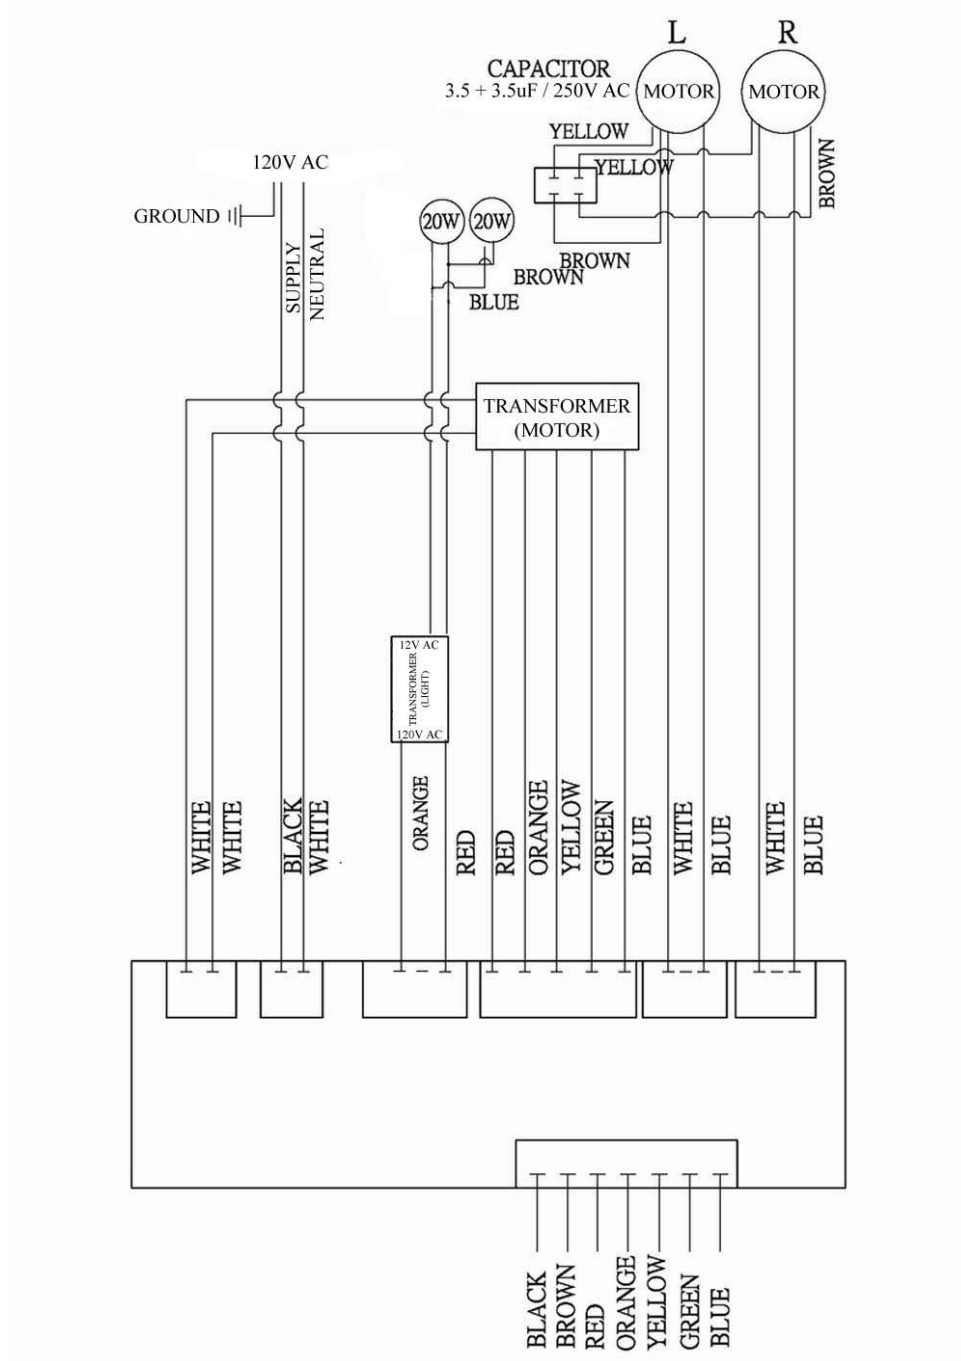 L
R
CAPACITOR
3.5 + 3.5uF / 250V AC
MOTOR
MOTOR
YELLOW
YELLOW
BROWN
120V AC
GROUND
SUPPLY
NEUTRAL
20W
20W
BROWN
BROWN
BLUE
TRANSFORMER
(MOTOR)
12V AC
TRANSFORMER
(LIGHT)
120V AC
WHITE
WHITE
BLACK
WHITE
ORANGE
RED
RED
ORANGE
YELLOW
GREEN
BLUE
WHITE
BLUE
WHITE
BLUE
BLACK
BROWN
RED
ORANGE
YELLOW
GREEN
BLUE